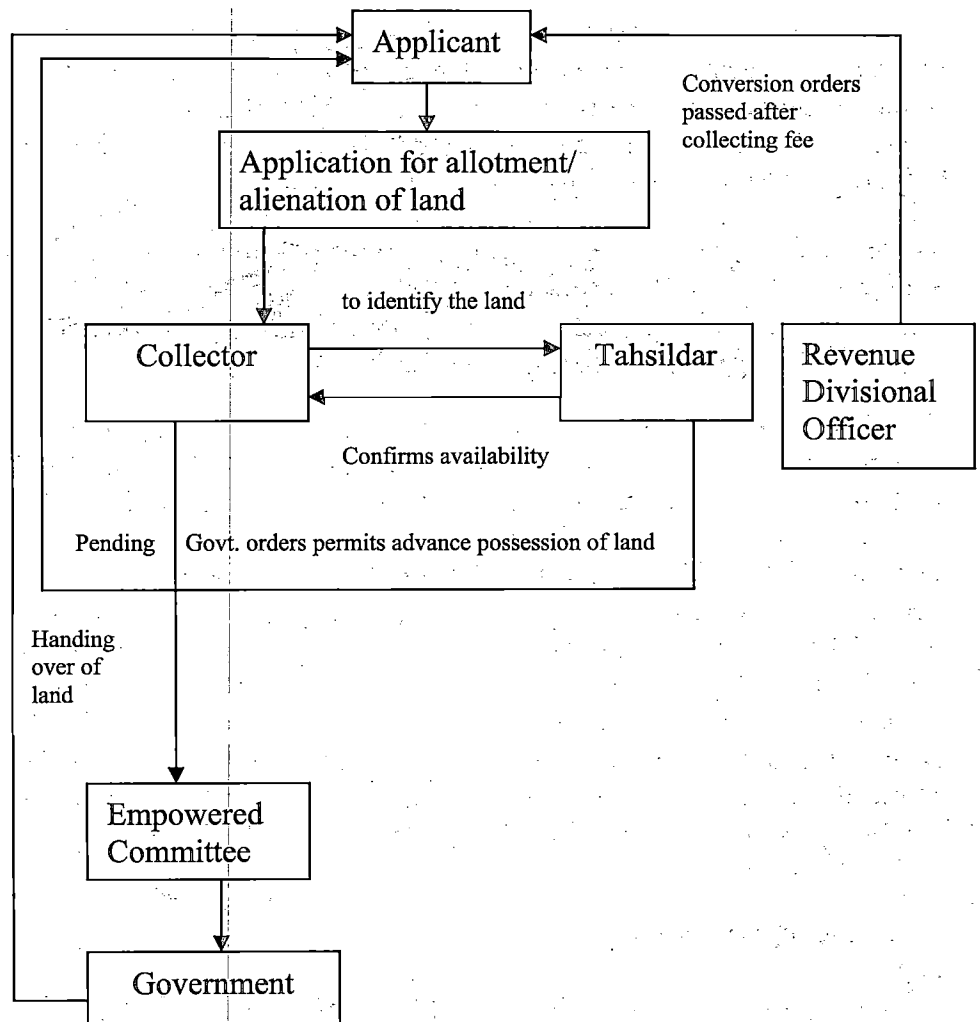 Applicant
Conversion orders
passed after
collecting fee
Application for allotment/
alienation of land
to identify the land
Collector
Tahsildar
Revenue
Divisional
Officer
Confirms availability
Pending Govt. orders permits advance possession of land
Handing
over of
land
Empowered
Committee
Government